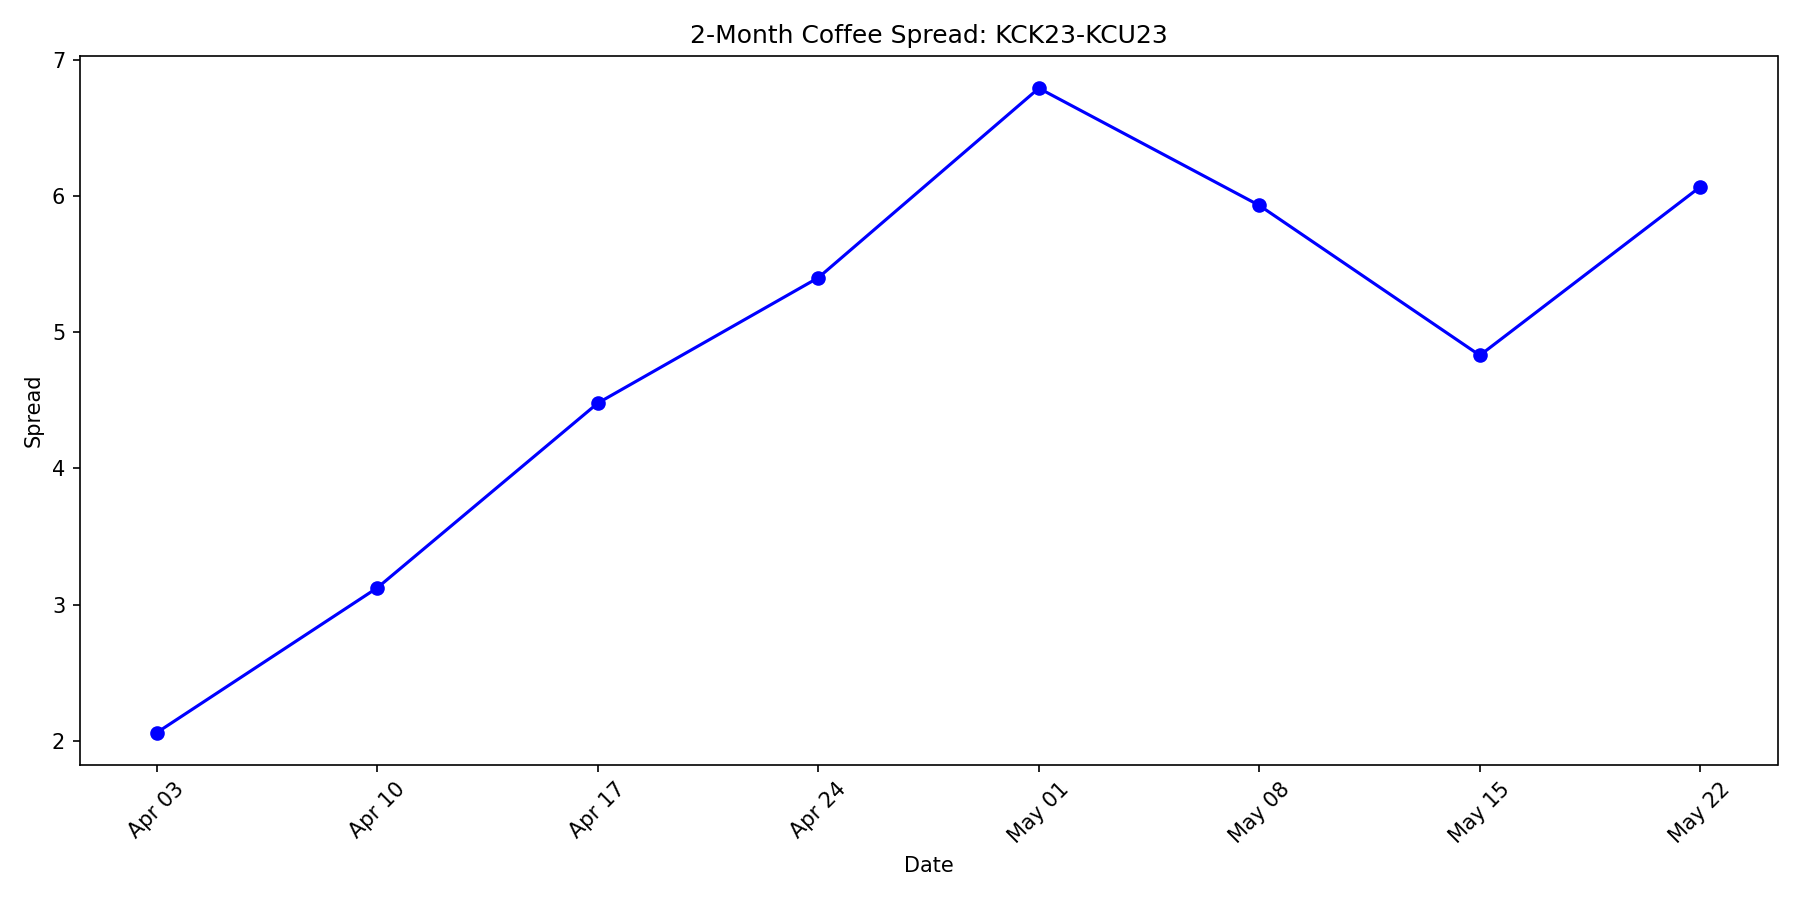 2-Month Coffee Spread: KCK23-KCU23
7
6
5
4
3
2
Spread
Apr 03
Apr 10
Apr 17
Apr 24
May 01
May 08
May 15
May 22
Date